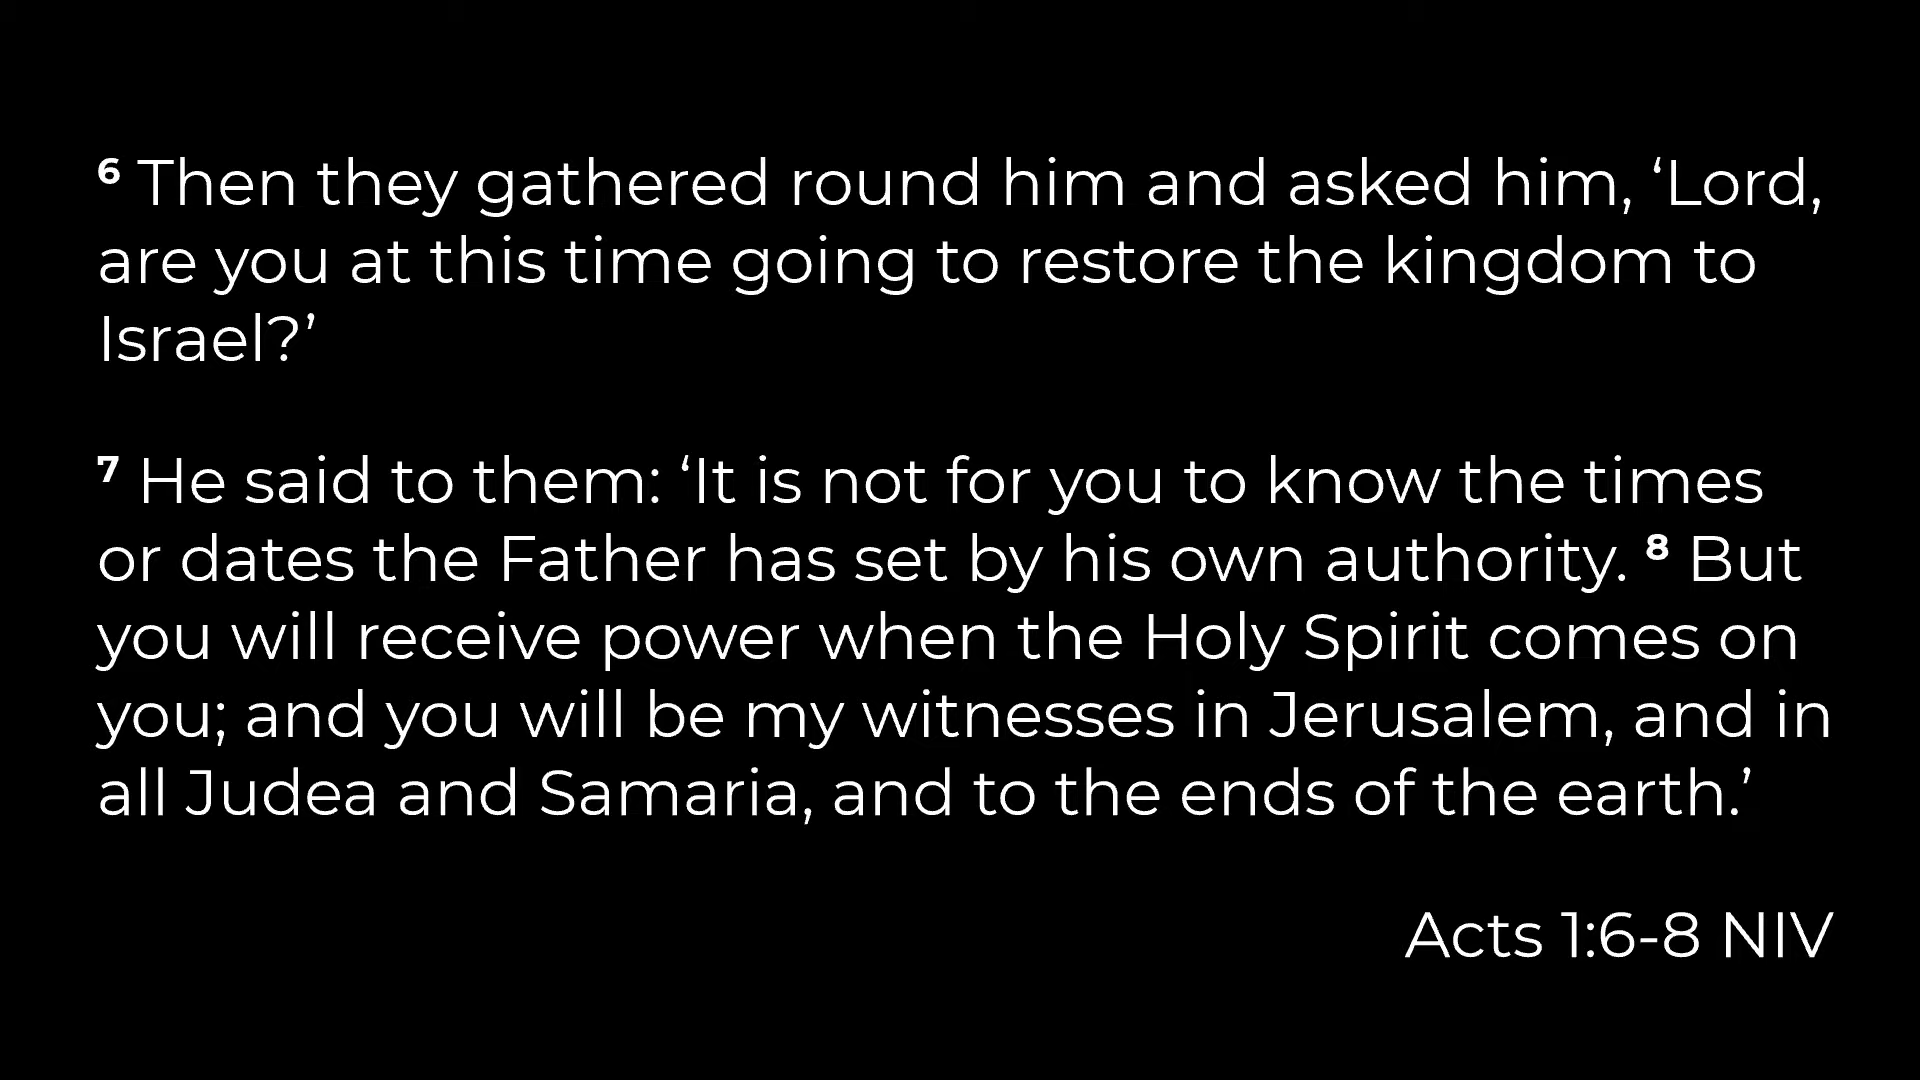 6 Then they gathered round him and asked him, ‘Lord,
are you at this time going to restore the kingdom to
Israel?’
7 He said to them: ‘It is not for you to know the times
or dates the Father has set by his own authority. 8 But
you will receive power when the Holy Spirit comes on
you; and you will be my witnesses in Jerusalem, and in
all Judea and Samaria, and to the ends of the earth.’
Acts 1:6-8 NIV